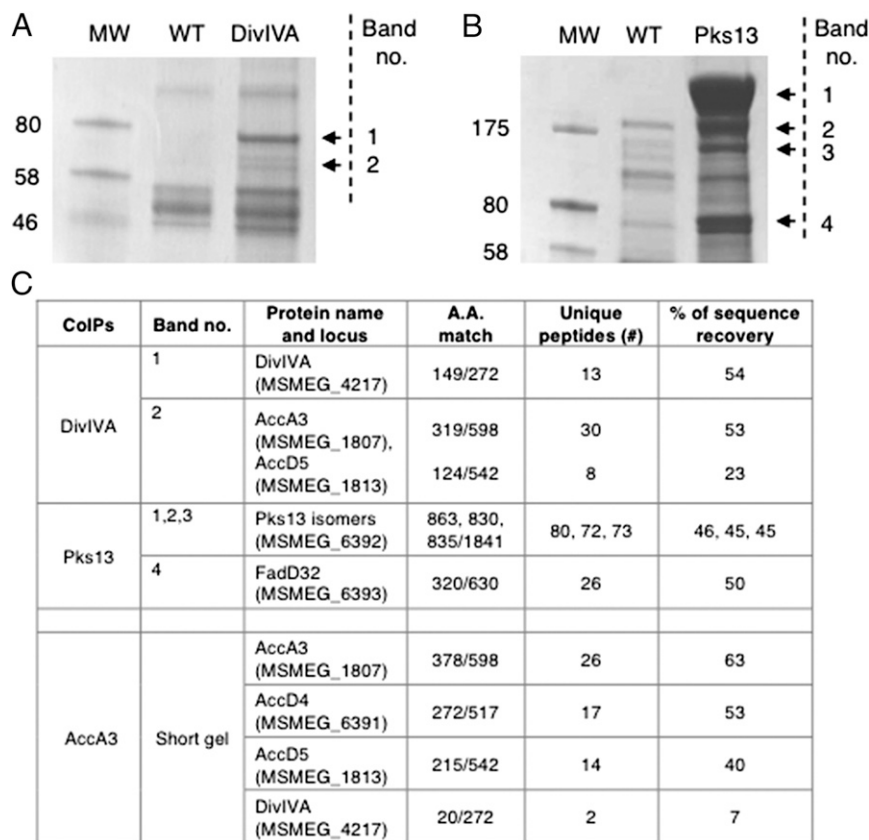 A
MW WT DivIVA Band no.
80
58
46
1
2
B
MW WT Pks13 Band no.
175
80
58
1
2
3
4
C
CoIPs Band no. Protein name and locus A.A. match Unique peptides (#) % of sequence recovery
DivIVA
1 DivIVA (MSMEG_4217) 149/272 13 54
2 AccA3 (MSMEG_1807), 319/598 30 53
AccD5 (MSMEG_1813) 124/542 8 23
Pks13
1,2,3 Pks13 isomers (MSMEG_6392) 863, 830, 835/1841 80, 72, 73 46, 45, 45
4 FadD32 (MSMEG_6393) 320/630 26 50
AccA3 Short gel
AccA3 (MSMEG_1807) 378/598 26 63
AccD4 (MSMEG_6391) 272/517 17 53
AccD5 (MSMEG_1813) 215/542 14 40
DivIVA (MSMEG_4217) 20/272 2 7